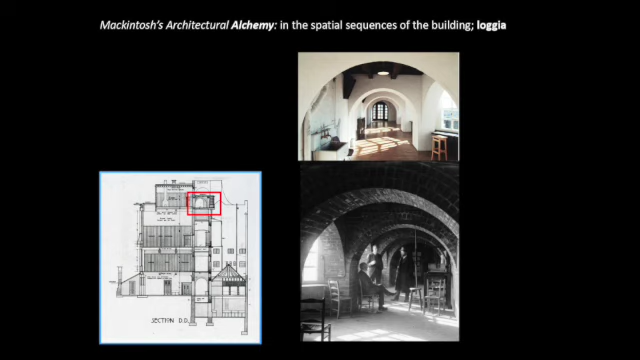 Mackintosh's Architectural Alchemy: in the spatial sequences of the building; loggia
SECTION D.D.